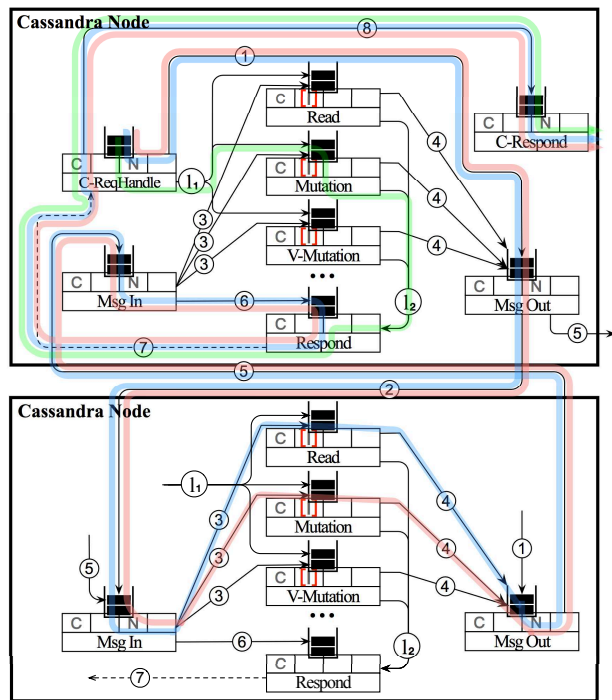 Cassandra Node
8
1
C [I]
Read
C
C-Respond
C N
C-ReqHandle
l1
C [I]
Mutation
4
4
3
3
3
C [I]
V-Mutation
4
C N
Msg In
...
6
l2
C N
Msg Out
C
Respond
7
5
5
2
Cassandra Node
C [I]
Read
l1
C [I]
Mutation
4
3
1
5
3
4
C [I]
V-Mutation
3
4
C N
Msg In
...
6
l2
C N
Msg Out
C
Respond
7